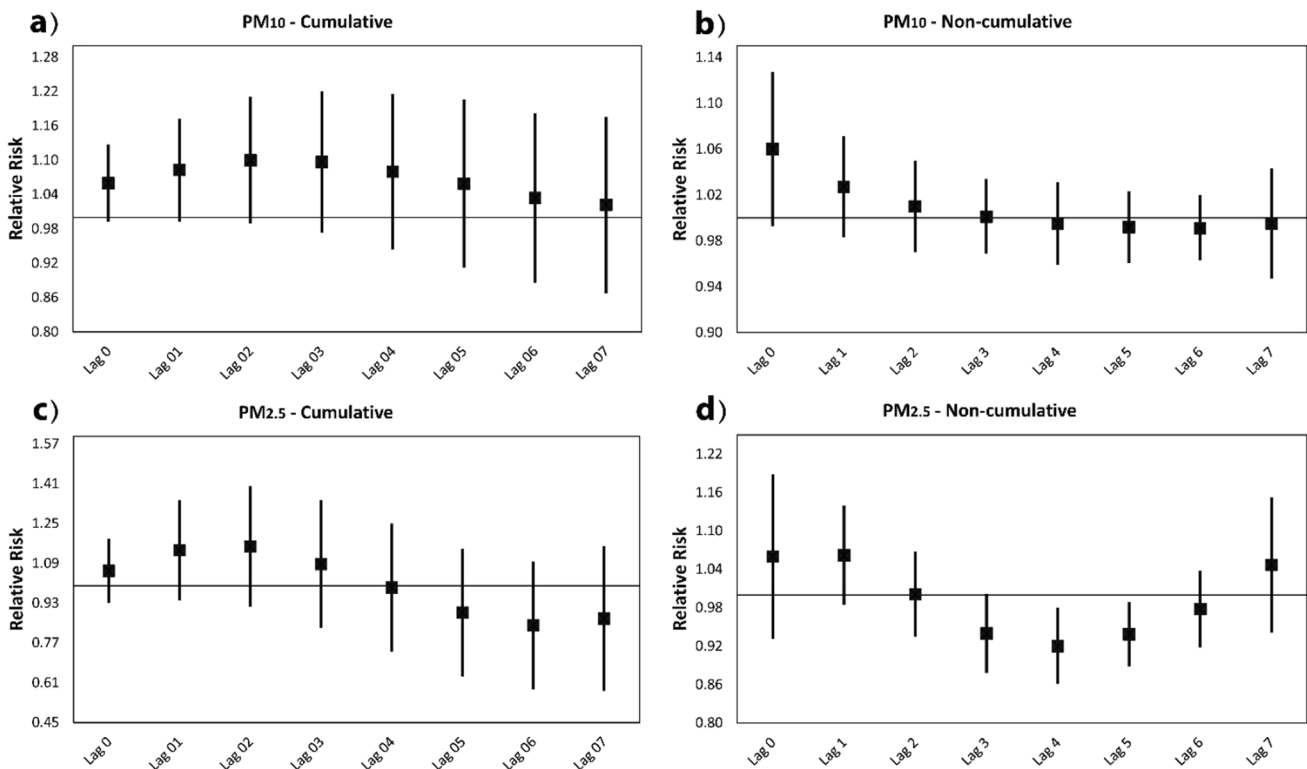 a)
PM10 - Cumulative
Relative Risk
1.28
1.22
1.16
1.10
1.04
0.98
0.92
0.86
0.80
Lag 0
Lag 01
Lag 02
Lag 03
Lag 04
Lag 05
Lag 06
Lag 07
b)
PM10 - Non-cumulative
Relative Risk
1.14
1.10
1.06
1.02
0.98
0.94
0.90
Lag 0
Lag 1
Lag 2
Lag 3
Lag 4
Lag 5
Lag 6
Lag 7
c)
PM2.5 - Cumulative
Relative Risk
1.57
1.41
1.25
1.09
0.93
0.77
0.61
0.45
Lag 0
Lag 01
Lag 02
Lag 03
Lag 04
Lag 05
Lag 06
Lag 07
d)
PM2.5 - Non-cumulative
Relative Risk
1.22
1.16
1.10
1.04
0.98
0.92
0.86
0.80
Lag 0
Lag 1
Lag 2
Lag 3
Lag 4
Lag 5
Lag 6
Lag 7